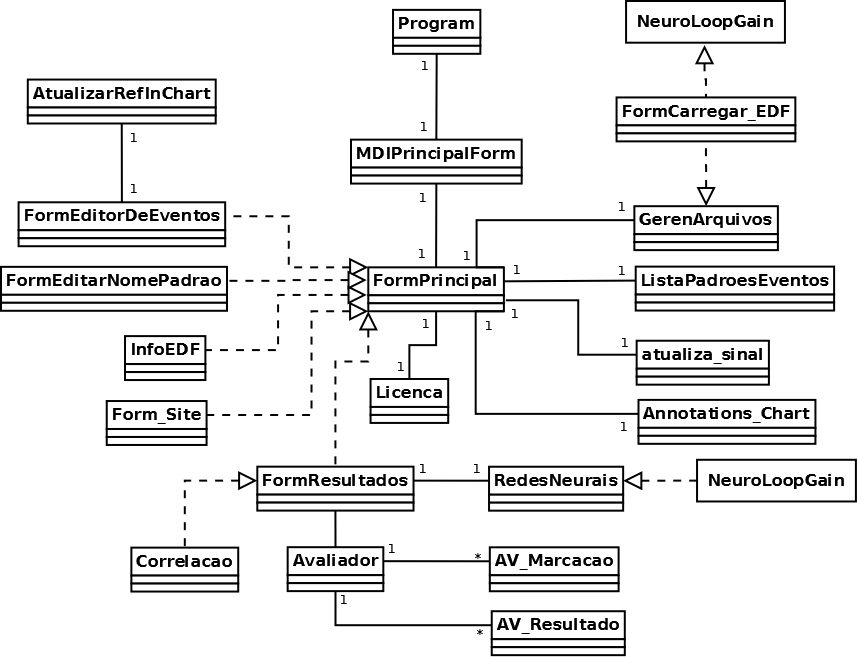 Program
NeuroLoopGain
1
AtualizarRefInChart
FormCarregar_EDF
1
1
MDIPrincipalForm
1
1
1
FormEditorDeEventos
1
GerenArquivos
1
1
FormEditarNomePadrao
FormPrincipal
1
1
ListaPadroesEventos
1
1
1
InfoEDF
1
atualiza_sinal
1
Licenca
Form_Site
Annotations_Chart
1
FormResultados
1
1
RedesNeurais
NeuroLoopGain
Correlacao
Avaliador
1
*
AV_Marcacao
1
*
AV_Resultado